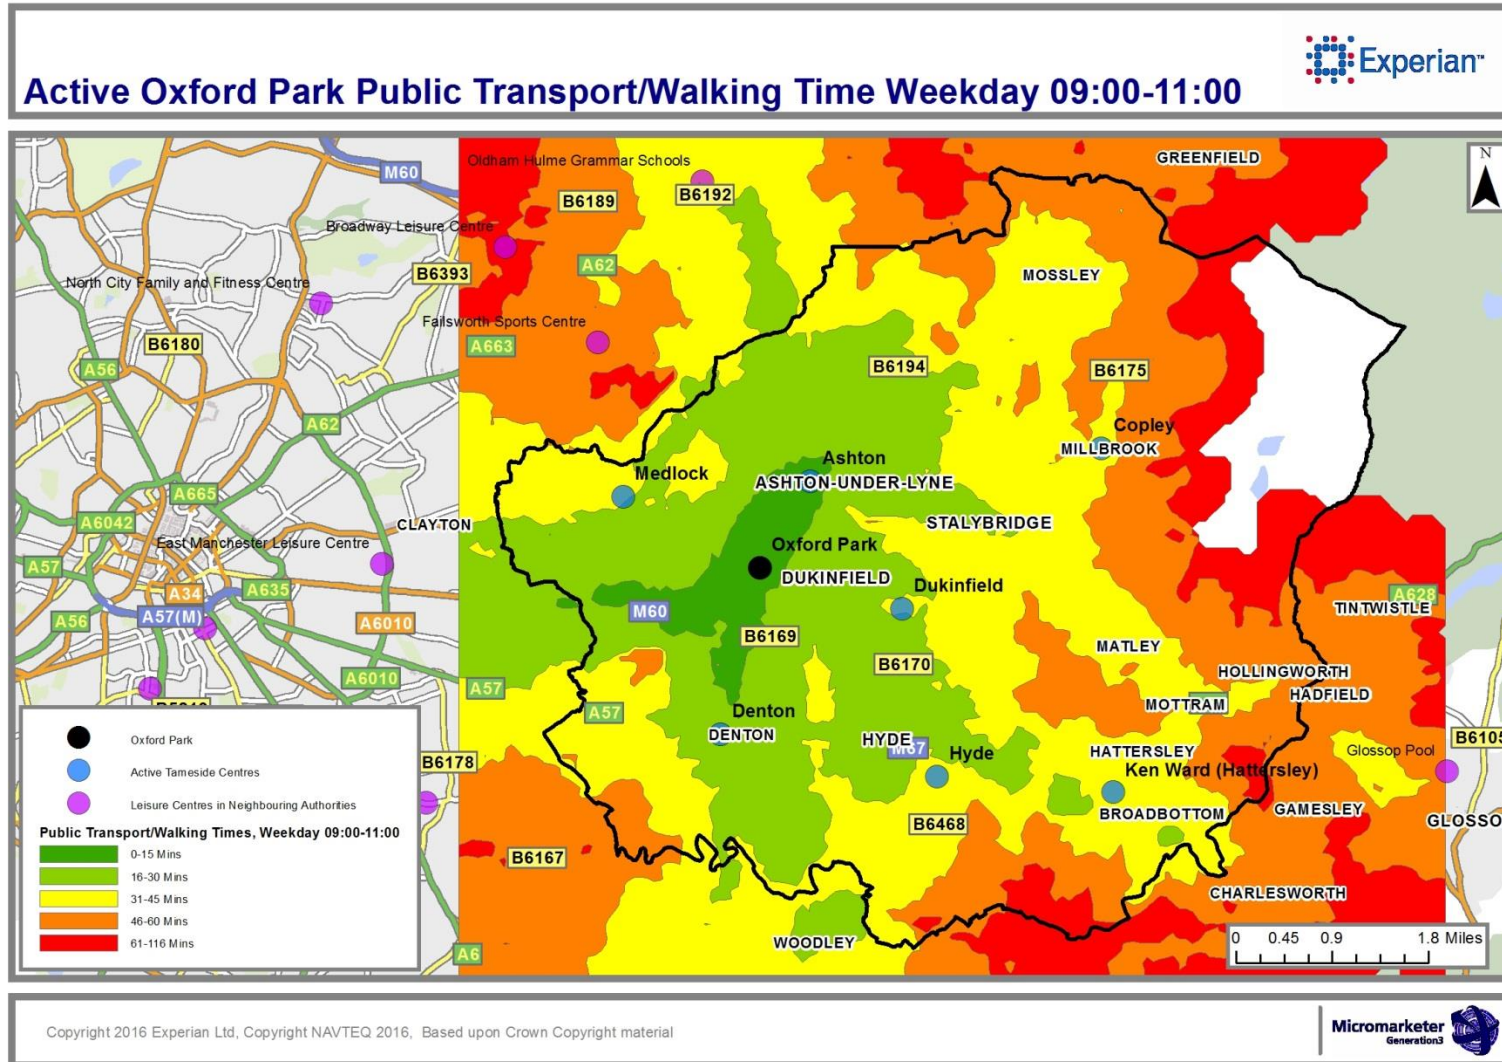 Experian™
Active Oxford Park Public Transport/Walking Time Weekday 09:00-11:00
N
GREENFIELD
Oldham Hulme Grammar Schools
M60
B6189
B6192
Broadway Leisure Centre
B6393
A62
MOSSLEY
North City Family and Fitness Centre
Failsworth Sports Centre
B6180
A663
A56
B6194
B6175
A62
Copley
MILLBROOK
Ashton
Medlock
ASHTON-UNDER-LYNE
A665
A6042
CLAYTON
STALYBRIDGE
East Manchester Leisure Centre
Oxford Park
A57
DUKINFIELD
Dukinfield
A635
A34
A628
TINTWISTLE
A57(M)
M60
A56
A6010
B6169
MATLEY
B6170
HOLLINGWORTH
A6010
A57
HADFIELD
MOTTRAM
A57
Denton
DENTON
HYDE
M67
Hyde
HATTERSLEY
Glossop Pool
B6105
B6178
Ken Ward (Hattersley)
GAMESLEY
BROADBOTTOM
GLOSSO
B6468
B6167
CHARLESWORTH
WOODLEY
A6
Oxford Park
Active Tameside Centres
Leisure Centres in Neighbouring Authorities
Public Transport/Walking Times, Weekday 09:00-11:00
0-15 Mins
16-30 Mins
31-45 Mins
46-60 Mins
61-116 Mins
0 0.45 0.9 1.8 Miles
Copyright 2016 Experian Ltd, Copyright NAVTEQ 2016, Based upon Crown Copyright material
Micromarketer
Generation3